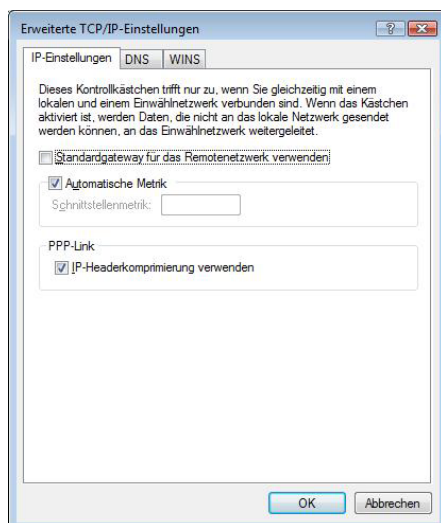 Erweiterte TCP/IP-Einstellungen
IP-Einstellungen DNS WINS
Dieses Kontrollkästchen trifft nur zu, wenn Sie gleichzeitig mit einem
lokalen und einem Einwählnetzwerk verbunden sind. Wenn das Kästchen
aktiviert ist, werden Daten, die nicht an das lokale Netzwerk gesendet
werden können, an das Einwählnetzwerk weitergeleitet.
Standardgateway für das Remotenetzwerk verwenden
Automatische Metrik
Schnittstellenmetrik:
PPP-Link
IP-Headerkomprimierung verwenden
OK Abbrechen